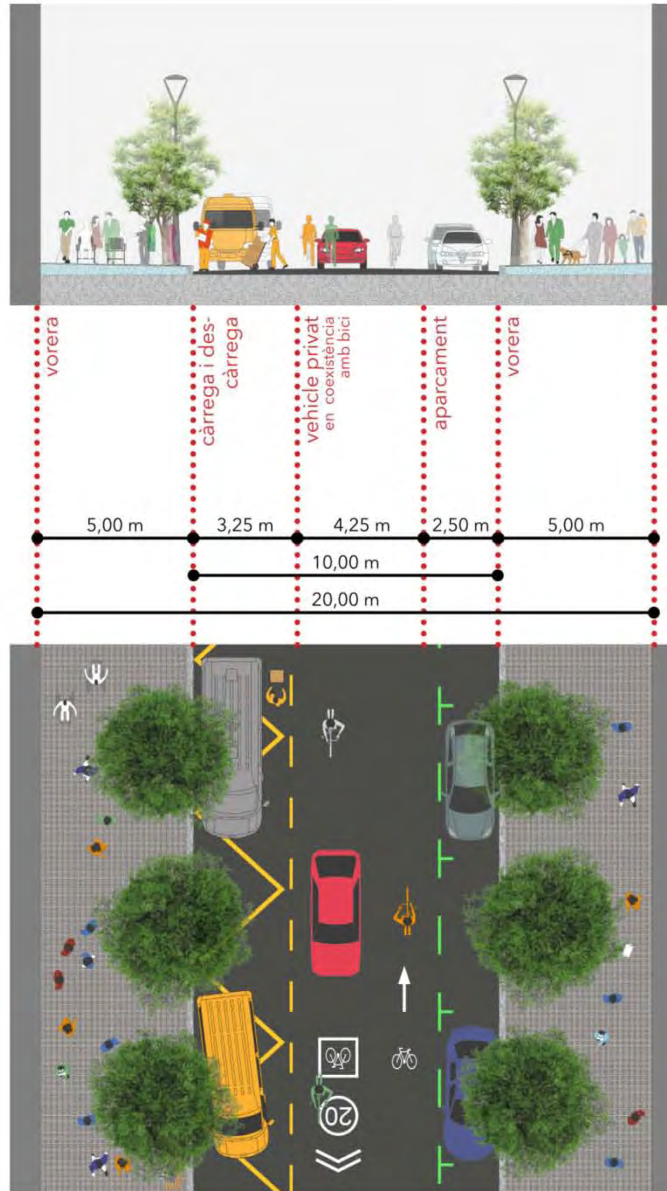 vorera
càrrega i des-
càrrega
vehicle privat
en coexistència
amb bici
aparcament
vorera
5,00 m
3,25 m
4,25 m
2,50 m
5,00 m
10,00 m
20,00 m
20